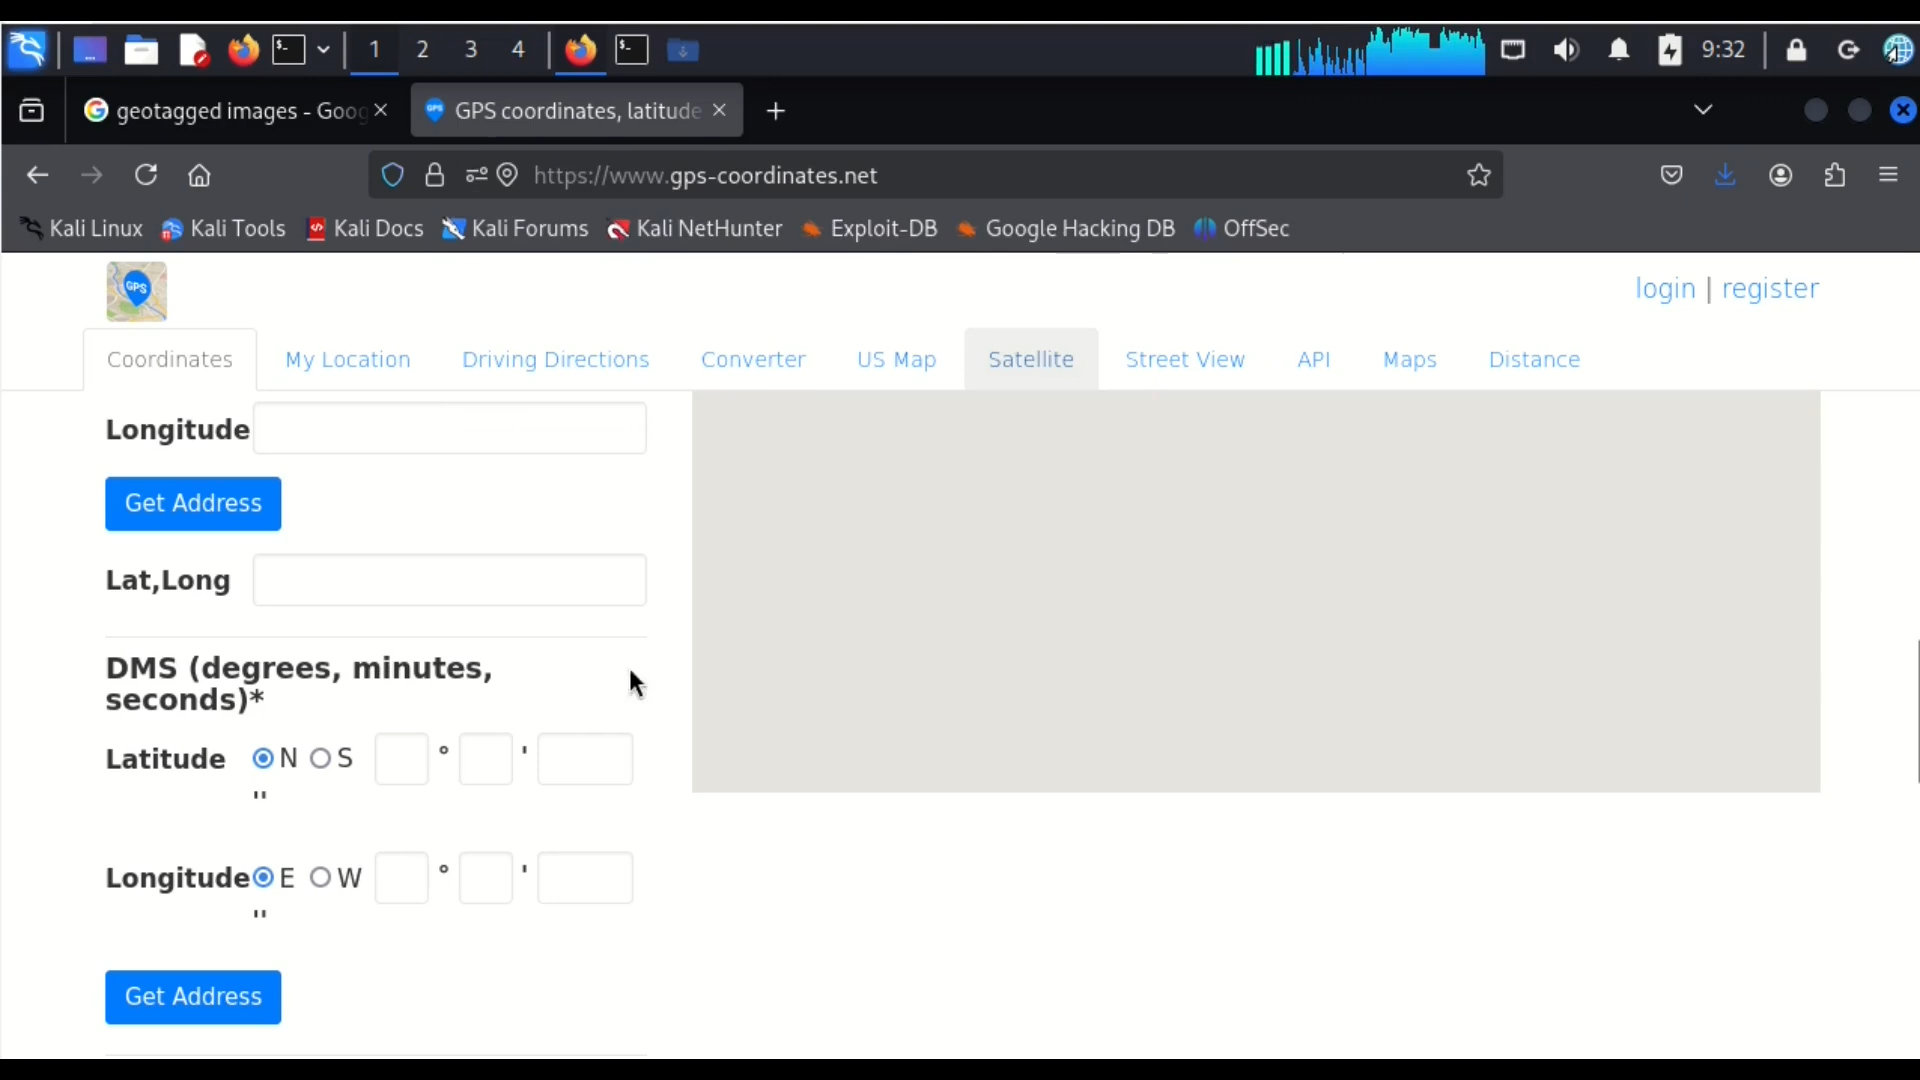 1 2 3 4 9:32
geotagged images - Goog GPS coordinates, latitude
https://www.gps-coordinates.net
Kali Linux Kali Tools Kali Docs Kali Forums Kali NetHunter Exploit-DB Google Hacking DB OffSec
GPS
login | register
Coordinates My Location Driving Directions Converter US Map Satellite Street View API Maps Distance
Longitude
Get Address
Lat,Long
DMS (degrees, minutes,
seconds)*
Latitude N S ° '
"
Longitude E W ° '
"
Get Address